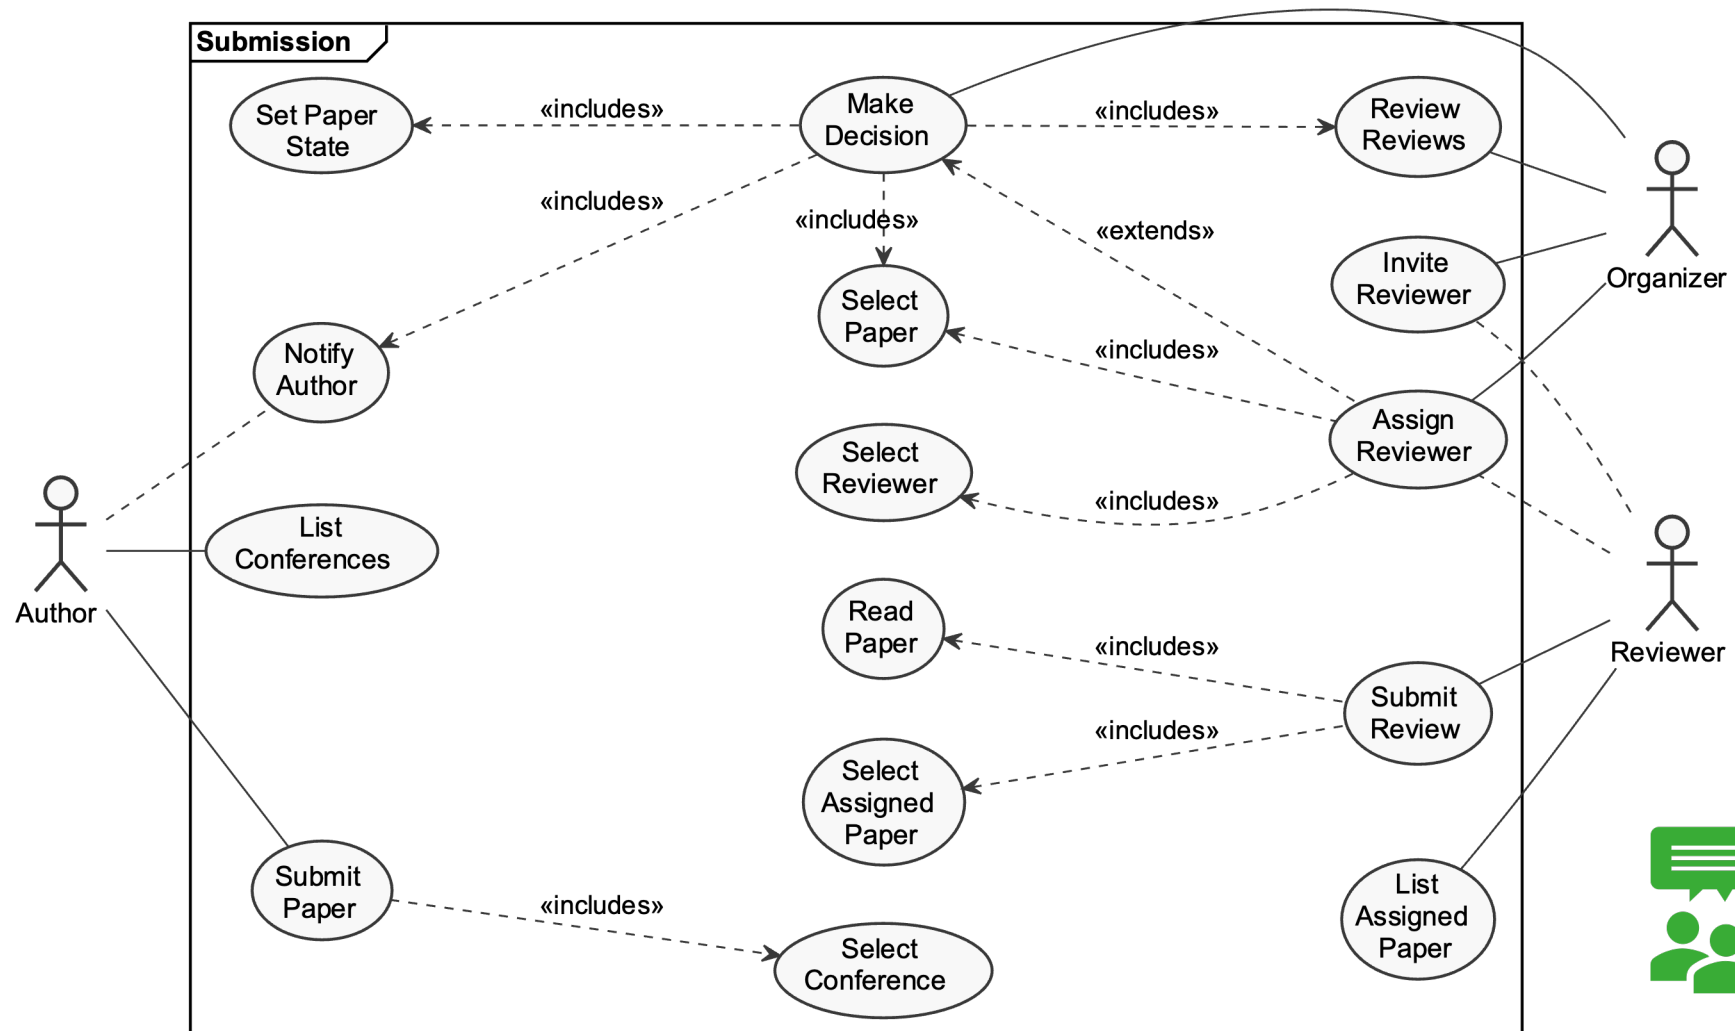 Submission
Set Paper
State
«includes»
Make
Decision
«includes»
Review
Reviews
«includes»
«includes»
«extends»
Organizer
Invite
Reviewer
Select
Paper
Notify
Author
«includes»
Assign
Reviewer
Select
Reviewer
«includes»
List
Conferences
Author
Read
Paper
«includes»
Reviewer
Submit
Review
«includes»
Select
Assigned
Paper
Submit
Paper
«includes»
List
Assigned
Paper
Select
Conference